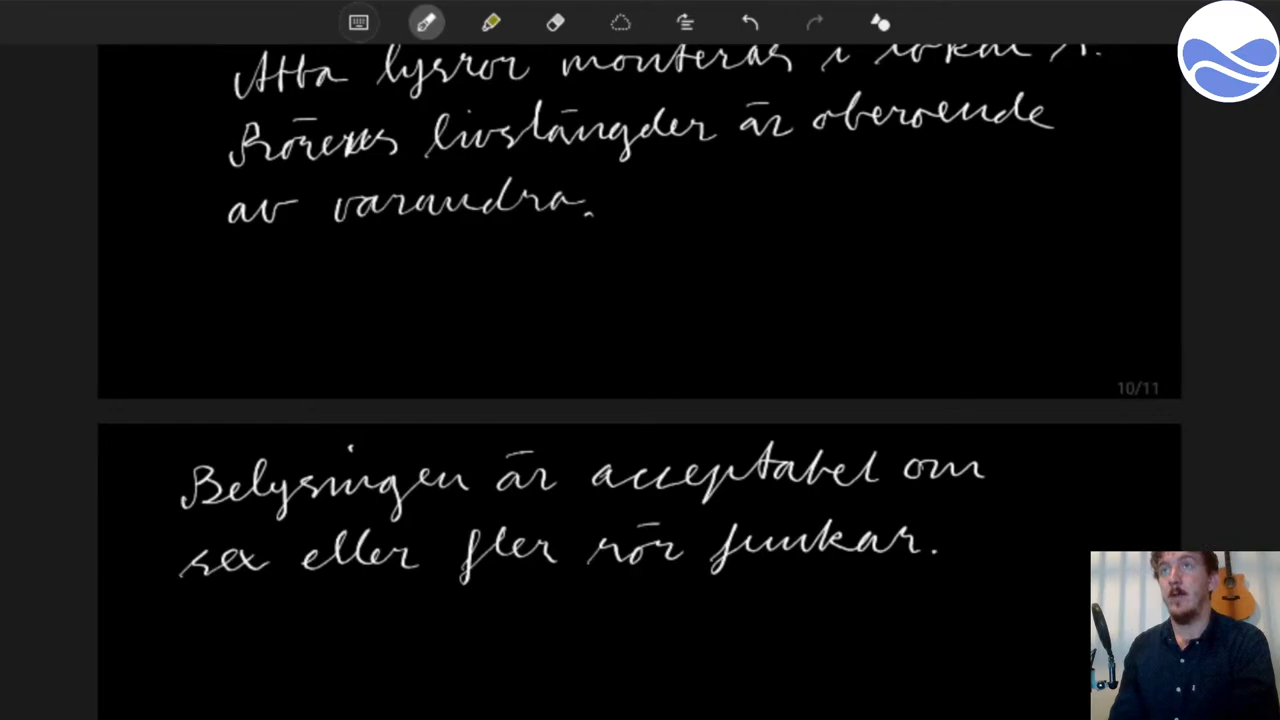 Åtta lysrör monteras i lokal A.
Rörens livslängder är oberoende
av varandra.
10/11
Belysningen är acceptabel om
sex eller fler rör funkar.